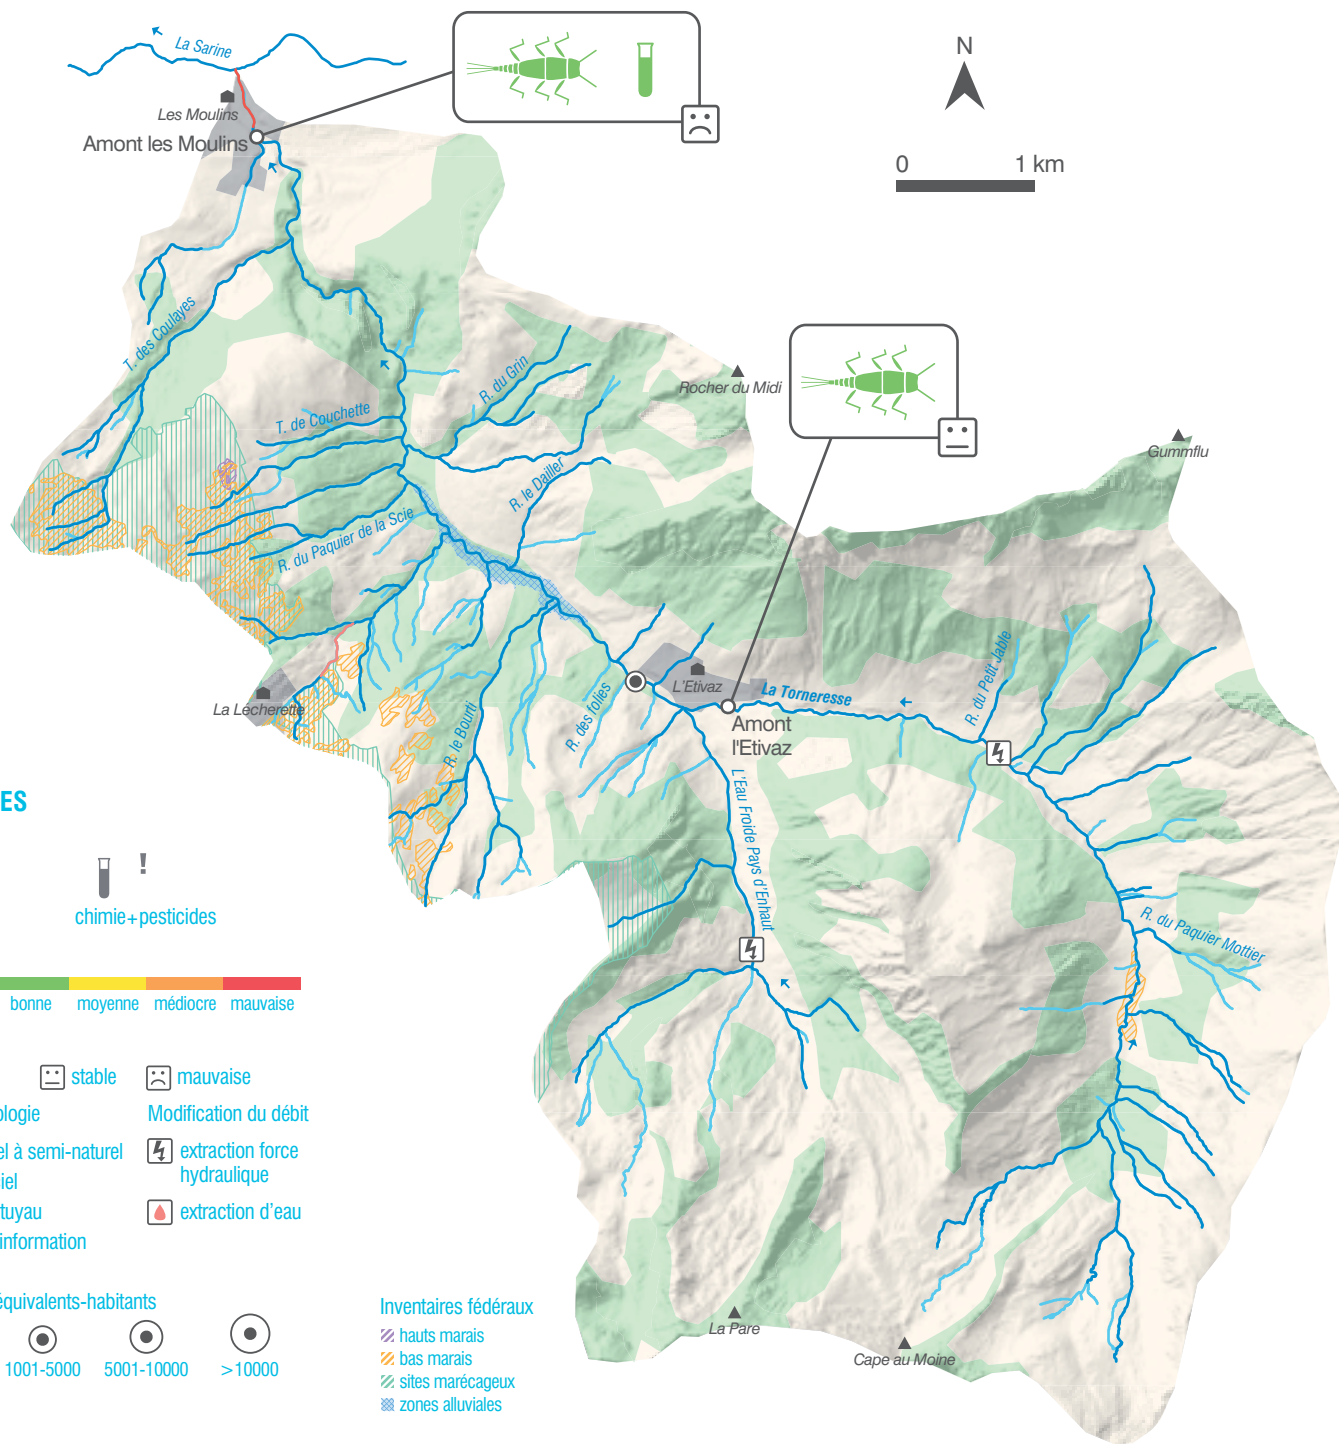 La Sarine
N
Les Moulins
Amont les Moulins
0 1 km
T. des Coulayes
R. du Grin
Rocher du Midi
T. de Couchette
Gummflu
R. le Dailler
R. du Paquier de la Scie
R. du Petit Jable
L'Etivaz
La Torneresse
La Lécherette
R. des folies
Amont
l'Etivaz
R. le Bourti
L'Eau Froide Pays d'Enhaut
R. du Paquier Mottier
La Pare
Cape au Moine
ES
!
chimie+pesticides
bonne moyenne médiocre mauvaise
stable mauvaise
ologie Modification du débit
el à semi-naturel extraction force
hydraulique
iel
tuyau extraction d'eau
information
équivalents-habitants
1001-5000 5001-10000 >10000
Inventaires fédéraux
hauts marais
bas marais
sites marécageux
zones alluviales